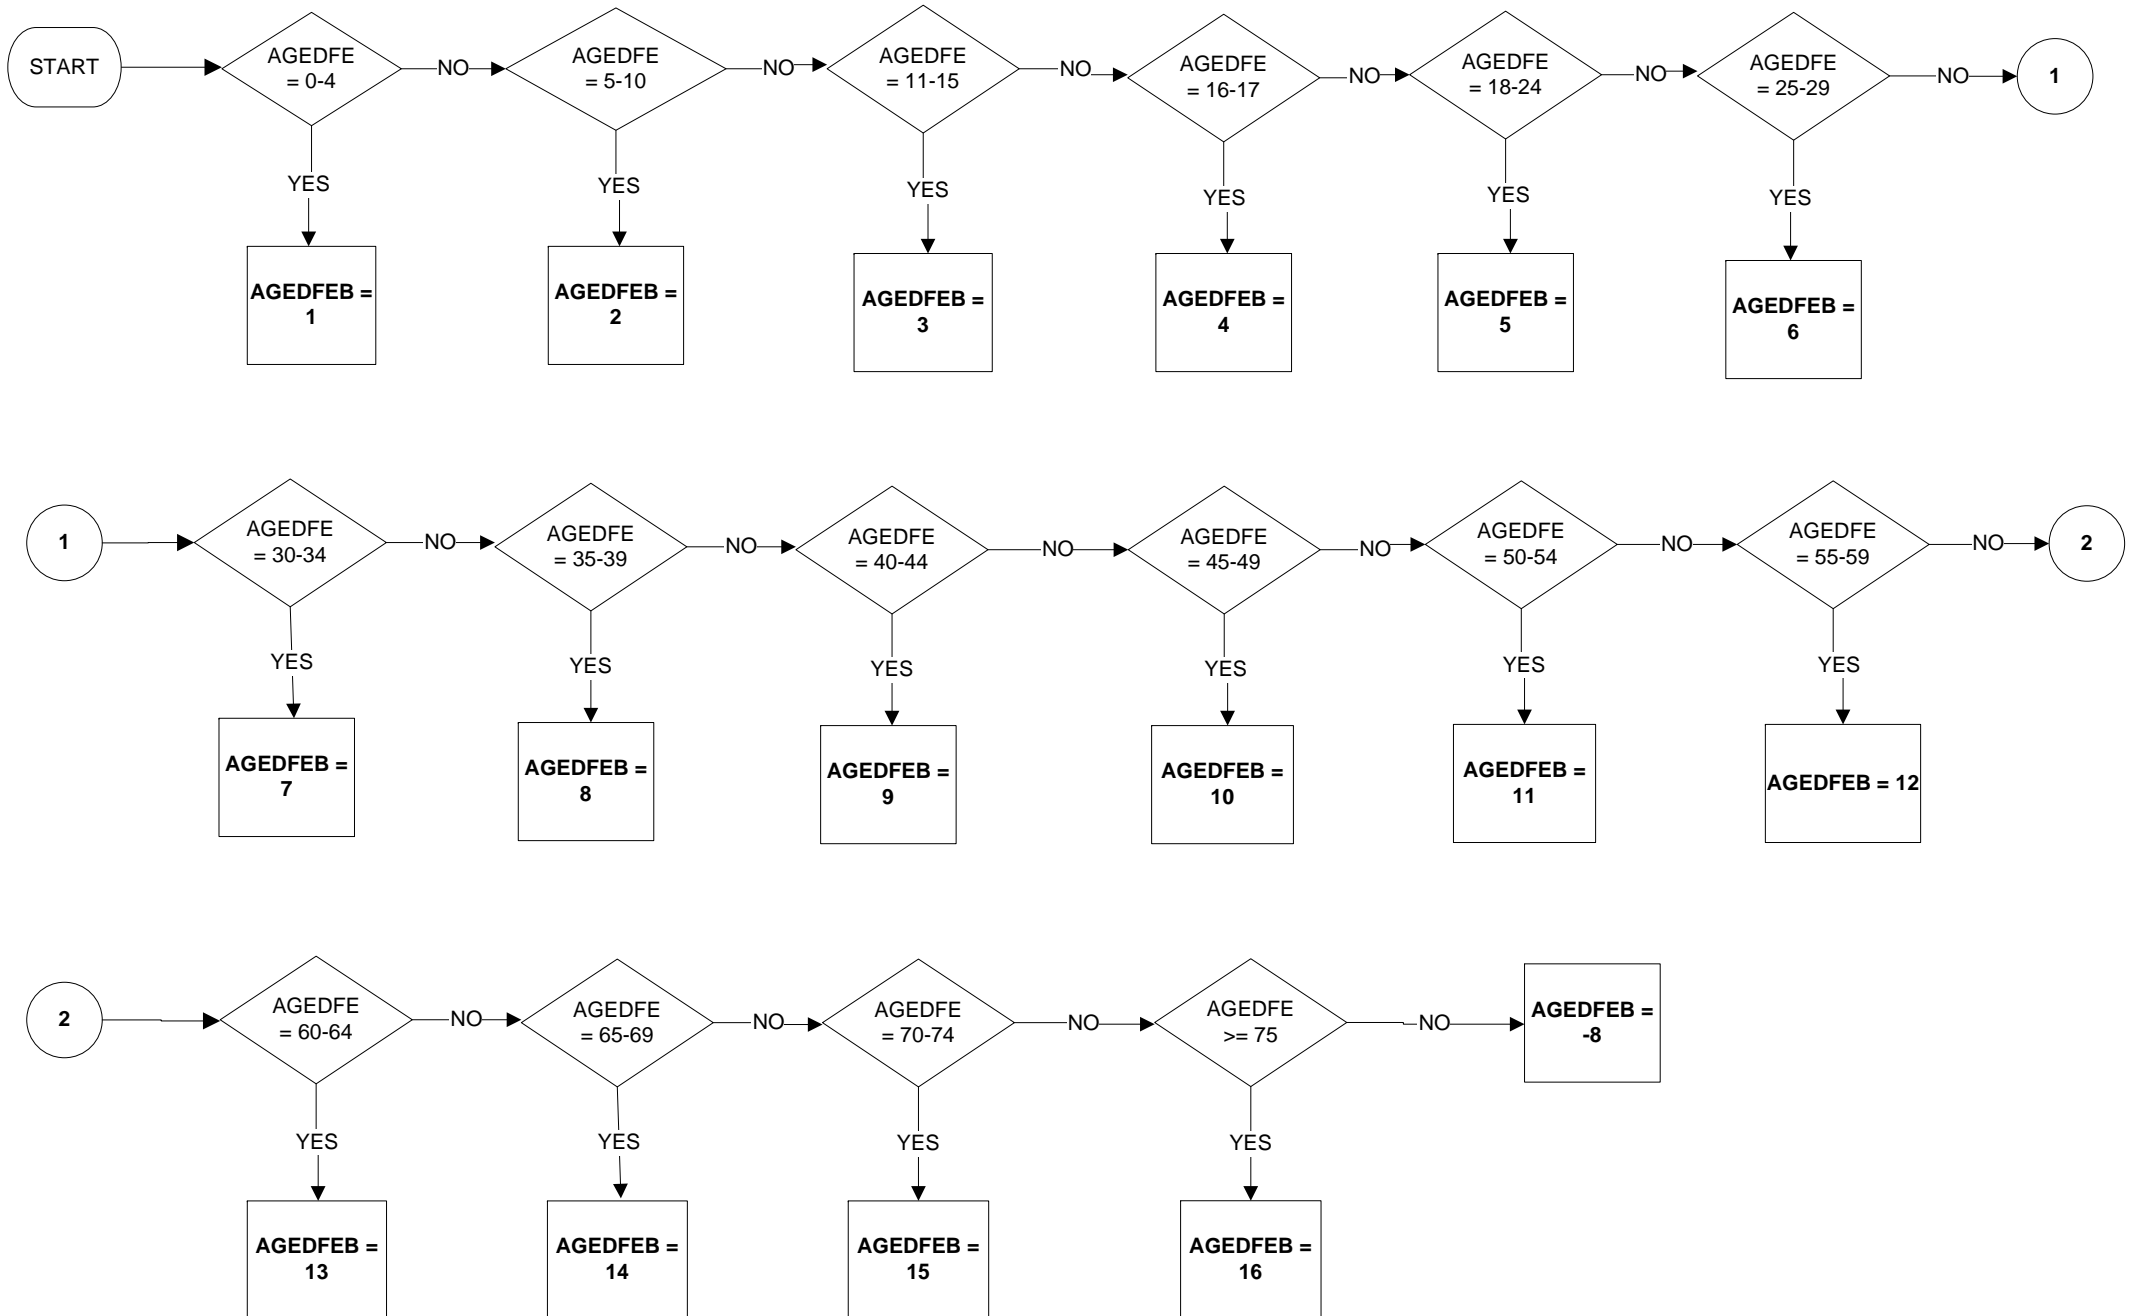 START
AGEDFE
= 0-4
NO
AGEDFE
= 5-10
NO
AGEDFE
= 11-15
NO
AGEDFE
= 16-17
NO
AGEDFE
= 18-24
NO
AGEDFE
= 25-29
NO
1
YES
YES
YES
YES
YES
YES
AGEDFEB =
1
AGEDFEB =
2
AGEDFEB =
3
AGEDFEB =
4
AGEDFEB =
5
AGEDFEB =
6
1
AGEDFE
= 30-34
NO
AGEDFE
= 35-39
NO
AGEDFE
= 40-44
NO
AGEDFE
= 45-49
NO
AGEDFE
= 50-54
NO
AGEDFE
= 55-59
NO
2
YES
YES
YES
YES
YES
YES
AGEDFEB =
7
AGEDFEB =
8
AGEDFEB =
9
AGEDFEB =
10
AGEDFEB =
11
AGEDFEB = 12
2
AGEDFE
= 60-64
NO
AGEDFE
= 65-69
NO
AGEDFE
= 70-74
NO
AGEDFE
>= 75
NO
AGEDFEB =
-8
YES
YES
YES
YES
AGEDFEB =
13
AGEDFEB =
14
AGEDFEB =
15
AGEDFEB =
16